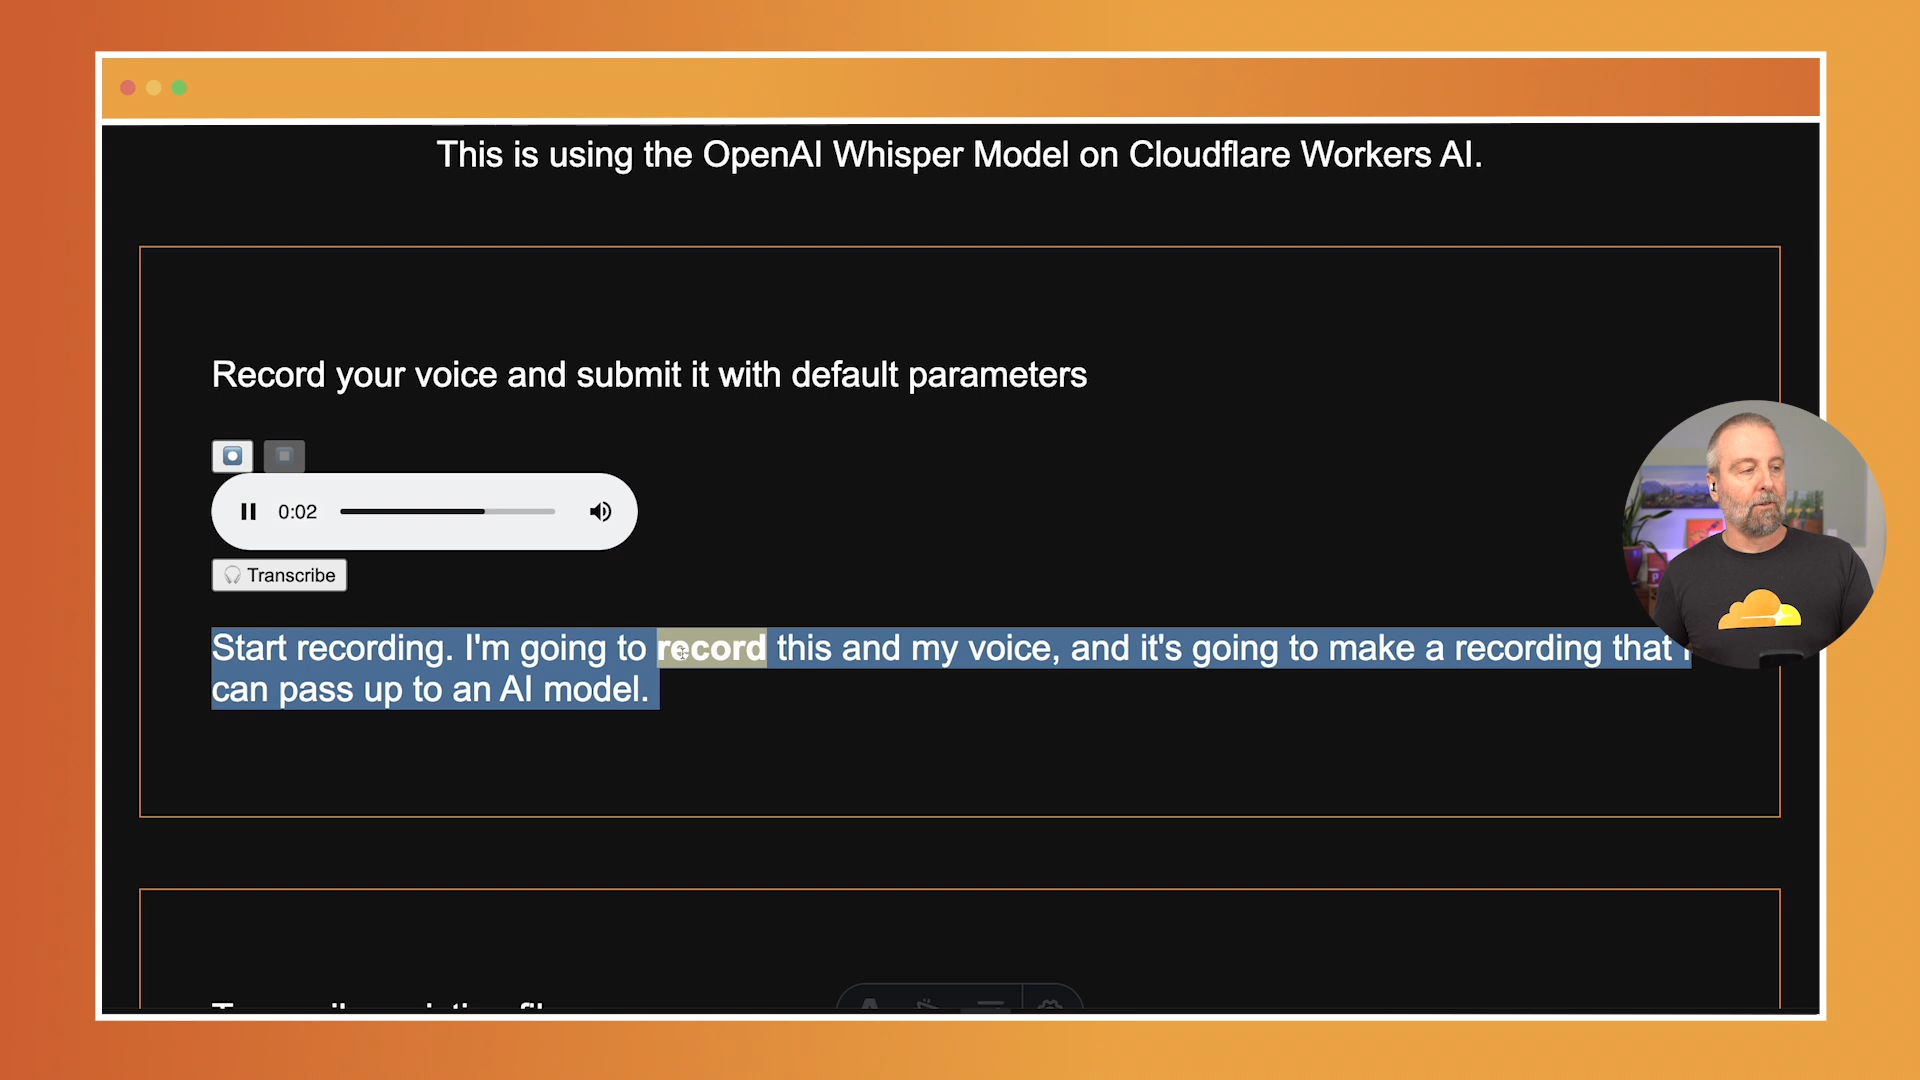 This is using the OpenAI Whisper Model on Cloudflare Workers AI.
Record your voice and submit it with default parameters
0:02
Transcribe
Start recording. I'm going to record this and my voice, and it's going to make a recording that I
can pass up to an AI model.